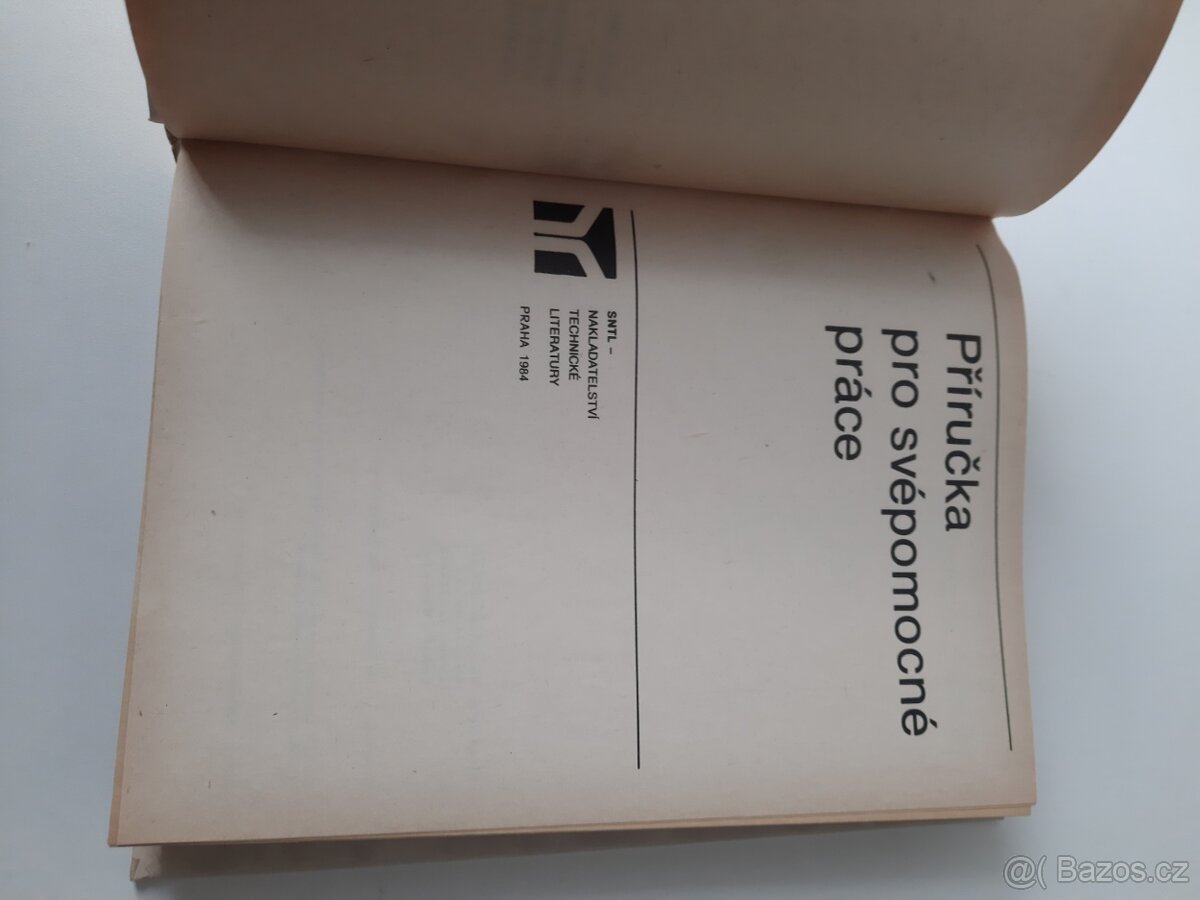 Příručka
pro svépomocné
práce
SNTL –
NAKLADATELSTVÍ
TECHNICKÉ
LITERATURY
PRAHA 1984
@( Bazos.cz